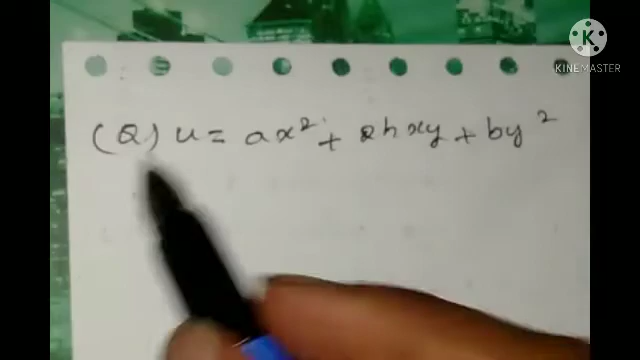 (Q) u = ax² + 2hxy + by²
KINEMASTER